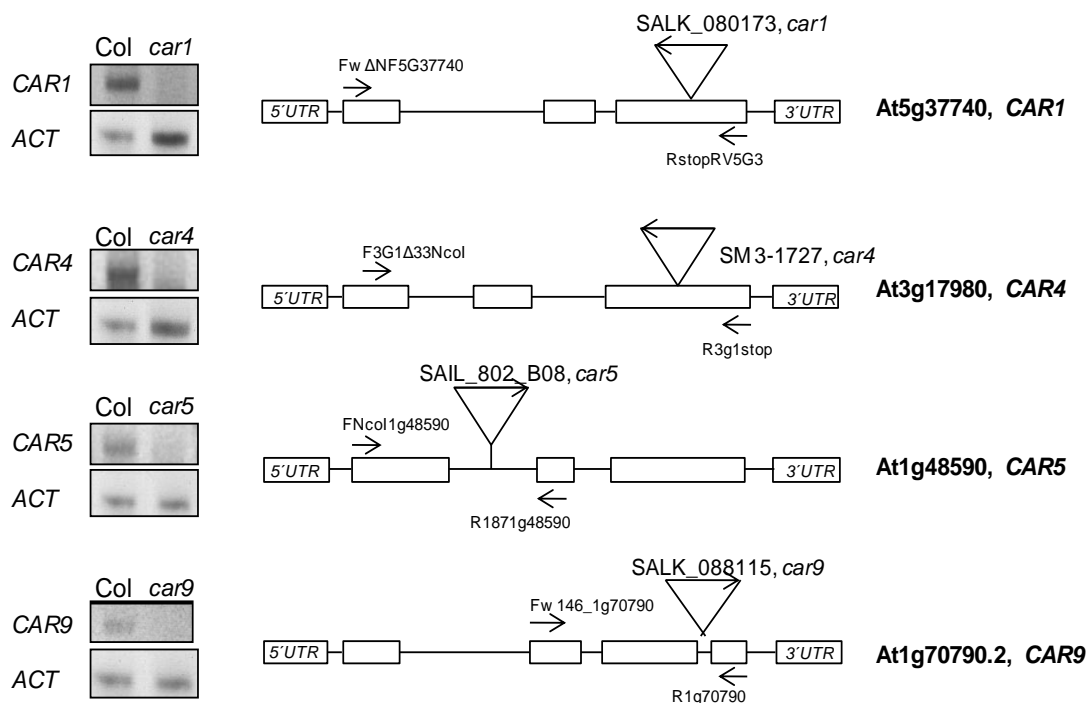 Col car1
CAR1
ACT
SALK_080173, car1
Fw ΔNF5G37740
5´UTR
3´UTR
RstopRV5G3
At5g37740, CAR1
Col car4
CAR4
ACT
SM3-1727, car4
F3G1Δ33NcoI
5´UTR
3´UTR
R3g1stop
At3g17980, CAR4
Col car5
CAR5
ACT
SAIL_802_B08, car5
FNcoI1g48590
5´UTR
3´UTR
R1871g48590
At1g48590, CAR5
Col car9
CAR9
ACT
SALK_088115, car9
Fw 146_1g70790
5´UTR
3´UTR
R1g70790
At1g70790.2, CAR9